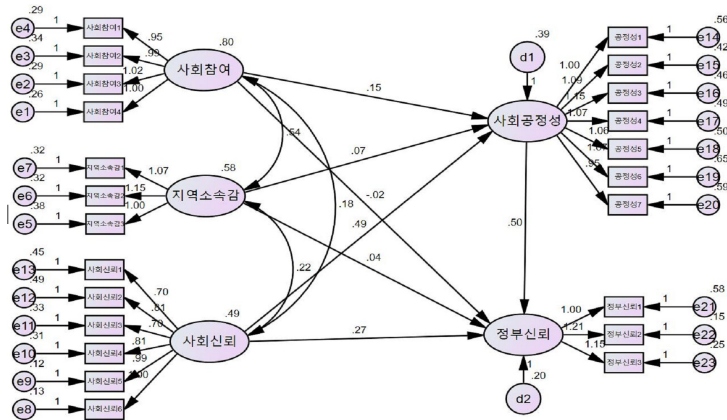 .29
e4 1 사회참여1 .95
.34
e3 1 사회참여2 .99
.29
e2 1 사회참여3 1.02
.26
e1 1 사회참여4 1.00
.80
사회참여
.32
e7 1 지역소속감1 1.07
.32
e6 1 지역소속감2 1.15
.38
e5 1 지역소속감3 1.00
.58
지역소속감
.45
e13 1 사회신뢰1 .70
.49
e12 1 사회신뢰2 .81
.33
e11 1 사회신뢰3 .70
.31
e10 1 사회신뢰4 .81
.12
e9 1 사회신뢰5 .99
.13
e8 1 사회신뢰6 1.00
.49
사회신뢰
.54
.18
.22
.15
.07
-.02
.49
.04
.27
.50
.39
d1
1
사회공정성
.56
1.00 공정성1 1 e14
.42
1.09 공정성2 1 e15
.46
1.15 공정성3 1 e16
.49
1.07 공정성4 1 e17
.50
1.06 공정성5 1 e18
.65
공정성6 1 e19
.59
.95 공정성7 1 e20
정부신뢰
.58
1.00 정부신뢰1 1 e21
.15
1.21 정부신뢰2 1 e22
.25
1.15 정부신뢰3 1 e23
1
.20
d2